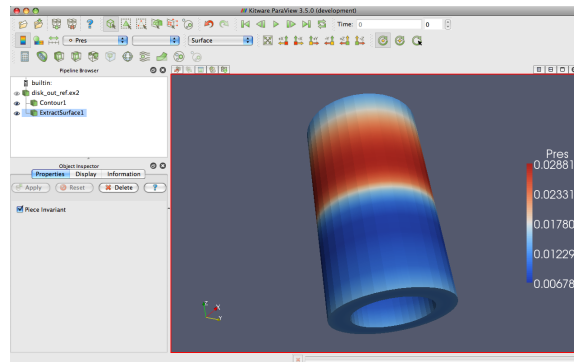 Kitware ParaView 3.5.0 (development)
Time: 0
0
Pres
Surface
Pipeline Browser
builtin:
disk_out_ref.ex2
Contour1
ExtractSurface1
Object Inspector
Properties Display Information
Apply Reset Delete ?
Piece Invariant
Pres
0.02881
0.02331
0.01780
0.01229
0.00678
Z
X
Y